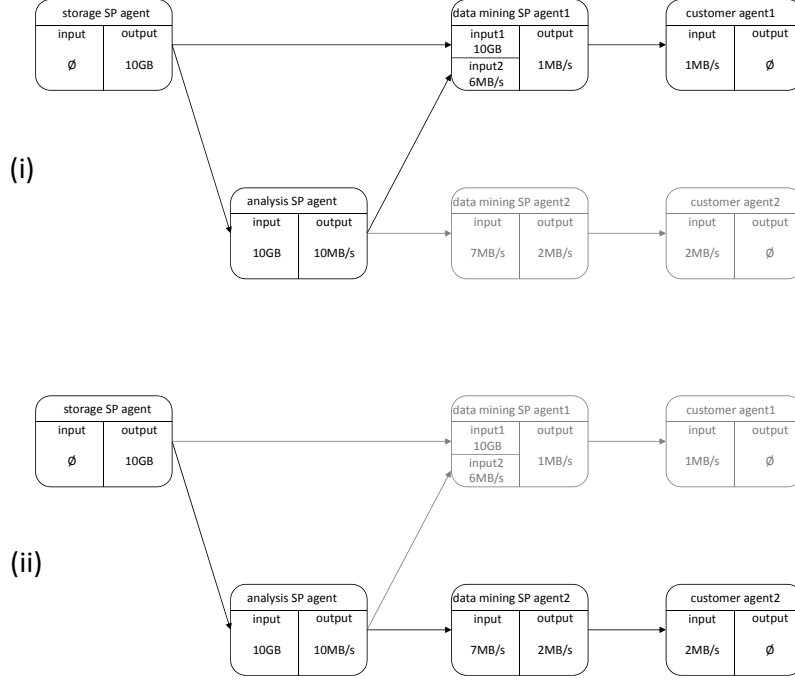 storage SP agent
input output
Ø 10GB
data mining SP agent1
input1
10GB
input2
6MB/s
output
1MB/s
customer agent1
input output
1MB/s Ø
(i)
analysis SP agent
input output
10GB 10MB/s
data mining SP agent2
input output
7MB/s 2MB/s
customer agent2
input output
2MB/s Ø
storage SP agent
input output
Ø 10GB
data mining SP agent1
input1
10GB
input2
6MB/s
output
1MB/s
customer agent1
input output
1MB/s Ø
(ii)
analysis SP agent
input output
10GB 10MB/s
data mining SP agent2
input output
7MB/s 2MB/s
customer agent2
input output
2MB/s Ø